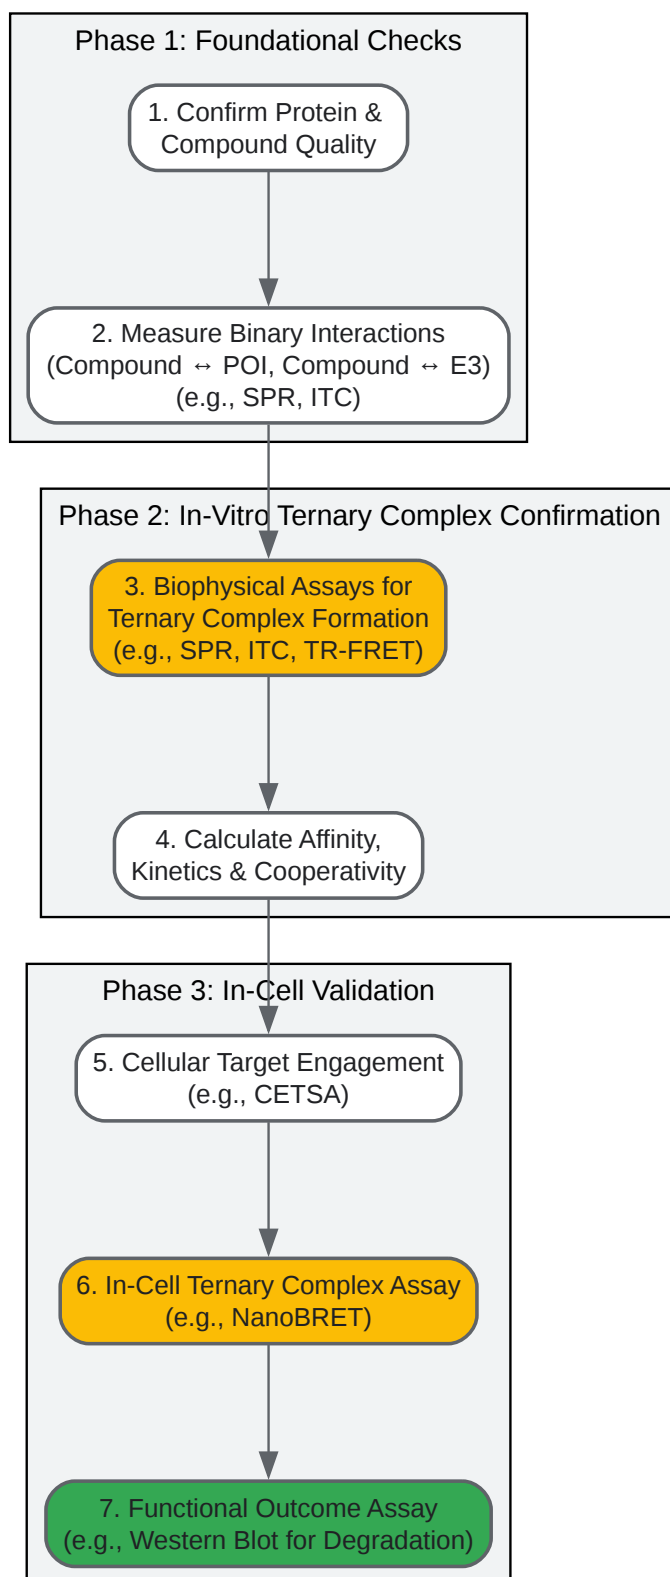 Phase 1: Foundational Checks
1. Confirm Protein &
Compound Quality
2. Measure Binary Interactions
(Compound ↔ POI, Compound ↔ E3)
(e.g., SPR, ITC)
Phase 2: In-Vitro Ternary Complex Confirmation
3. Biophysical Assays for
Ternary Complex Formation
(e.g., SPR, ITC, TR-FRET)
4. Calculate Affinity,
Kinetics & Cooperativity
Phase 3: In-Cell Validation
5. Cellular Target Engagement
(e.g., CETSA)
6. In-Cell Ternary Complex Assay
(e.g., NanoBRET)
7. Functional Outcome Assay
(e.g., Western Blot for Degradation)